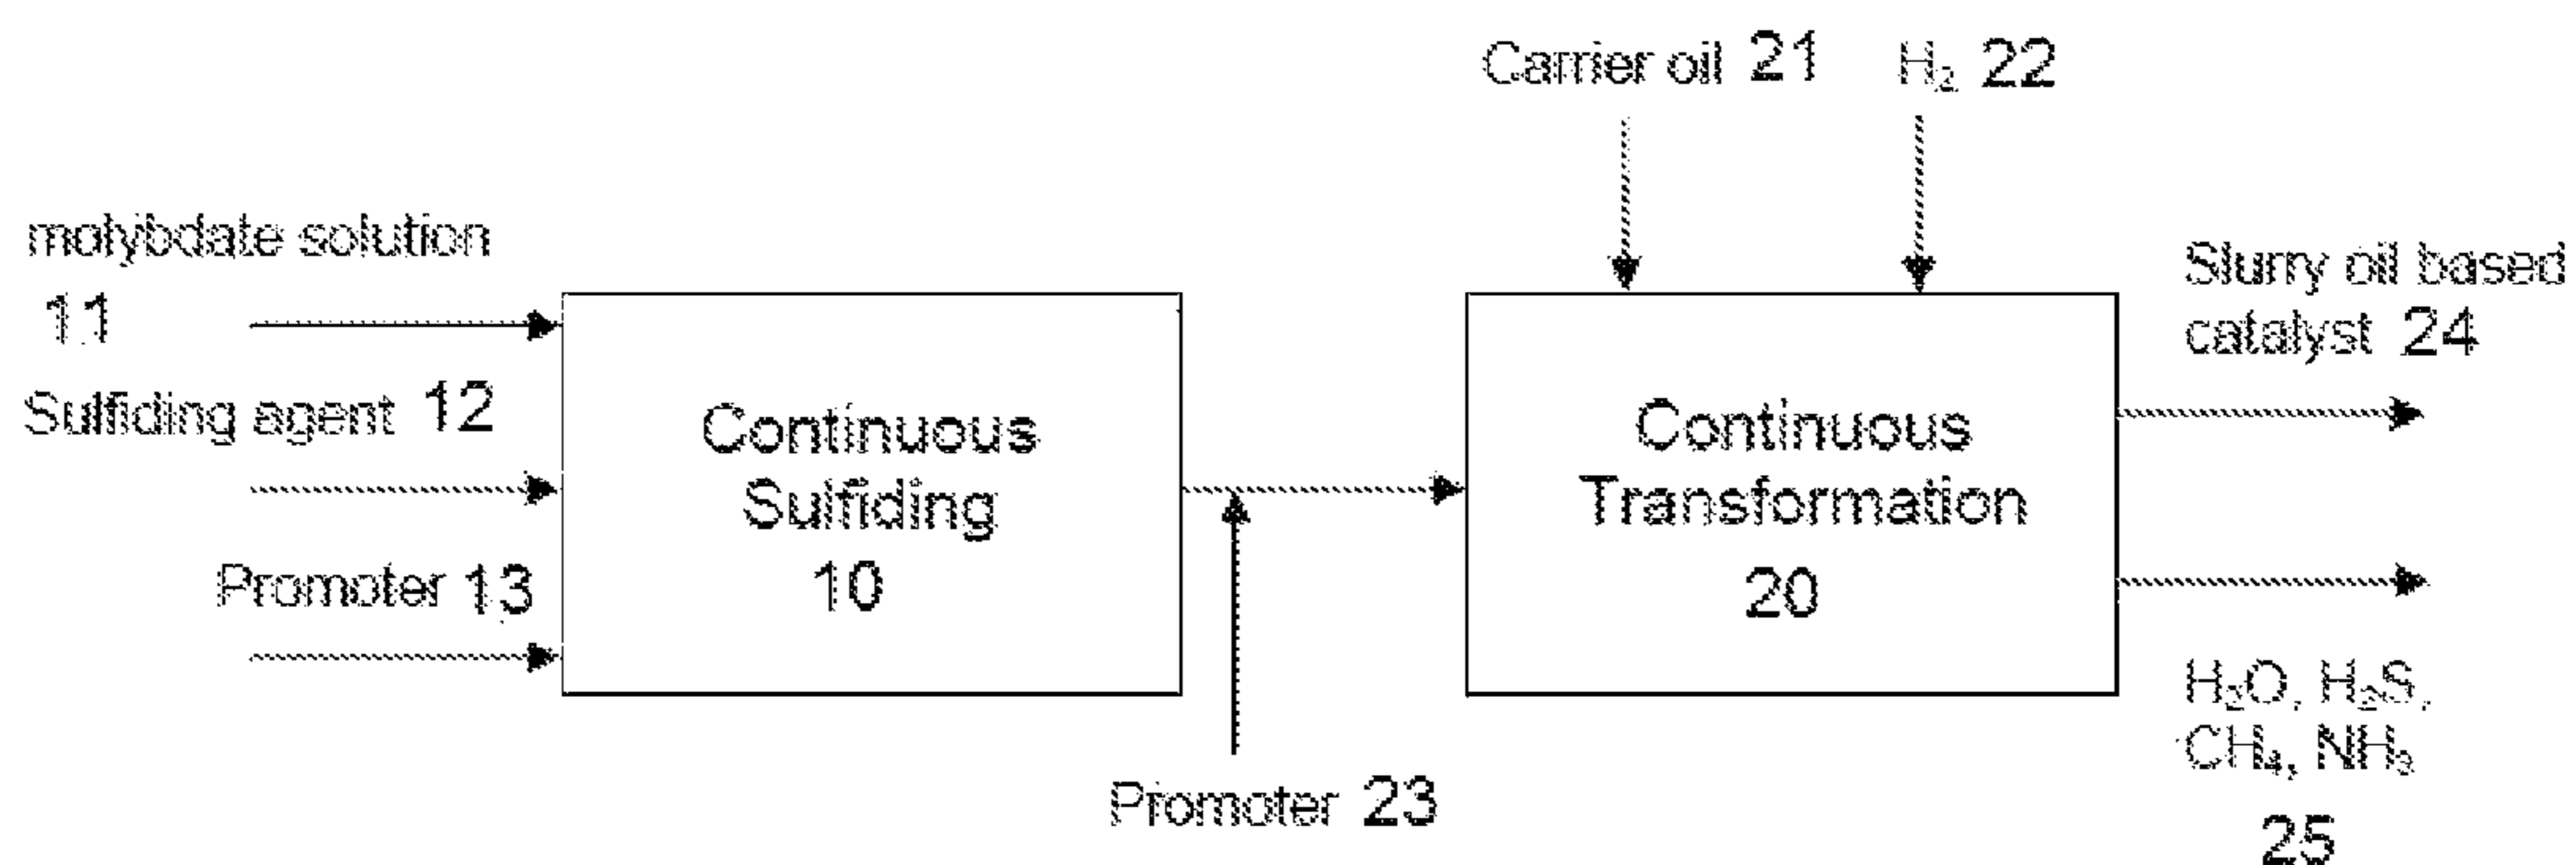 Carrier oil 21
H₂ 22
molybdate solution
11
Sulfiding agent 12
Promoter 13
Continuous
Sulfiding
10
Promoter 23
Continuous
Transformation
20
Slurry oil based
catalyst 24
H₂O, H₂S,
CH₄, NH₃
25